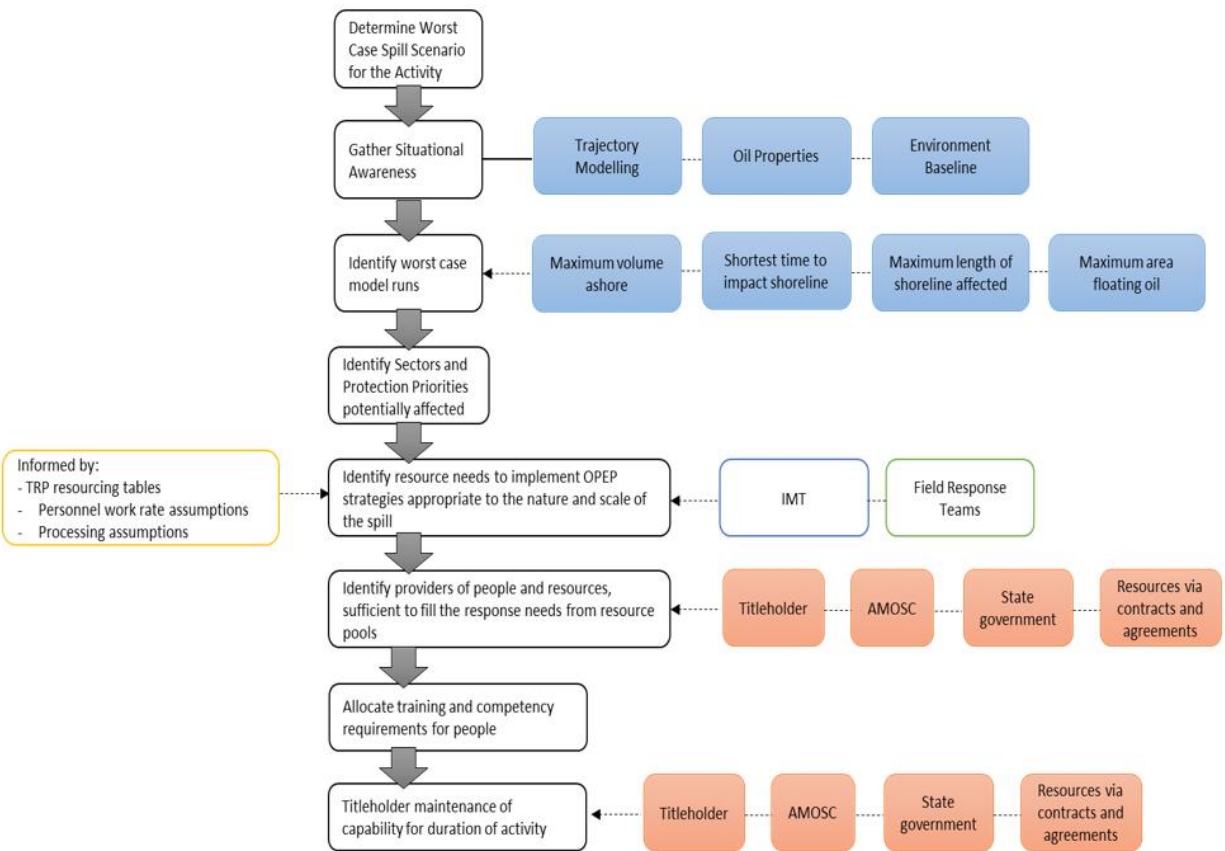 Determine Worst
Case Spill Scenario
for the Activity
Gather Situational
Awareness
Trajectory
Modelling
Oil Properties
Environment
Baseline
Identify worst case
model runs
Maximum volume
ashore
Shortest time to
impact shoreline
Maximum length of
shoreline affected
Maximum area
floating oil
Identify Sectors and
Protection Priorities
potentially affected
Informed by:
- TRP resourcing tables
- Personnel work rate assumptions
- Processing assumptions
Identify resource needs to implement OPEP
strategies appropriate to the nature and scale of
the spill
IMT
Field Response
Teams
Identify providers of people and resources,
sufficient to fill the response needs from resource
pools
Titleholder
AMOSC
State
government
Resources via
contracts and
agreements
Allocate training and competency
requirements for people
Titleholder maintenance of
capability for duration of activity
Titleholder
AMOSC
State
government
Resources via
contracts and
agreements